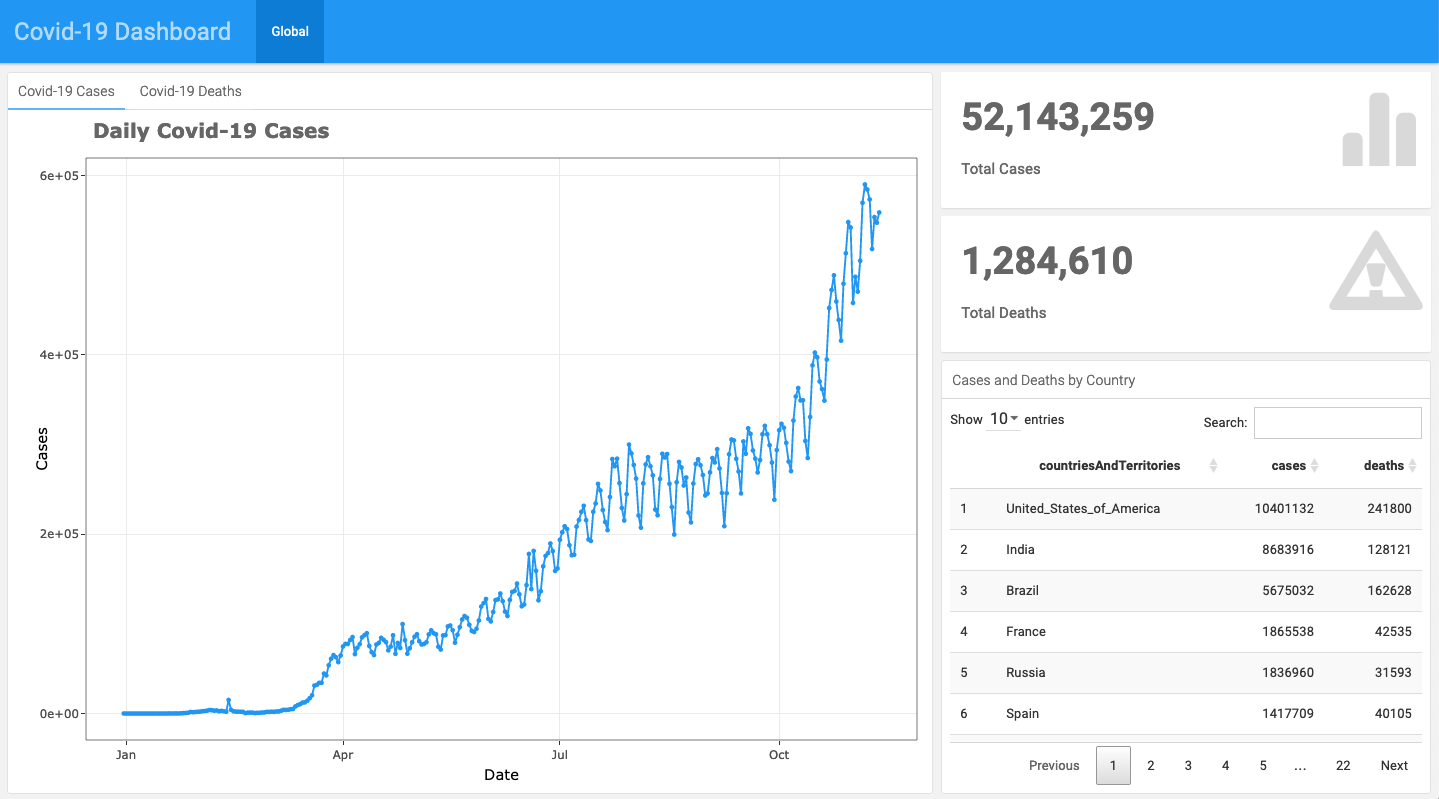 Covid-19 Dashboard
Global
Covid-19 Cases Covid-19 Deaths
Daily Covid-19 Cases
6e+05
4e+05
2e+05
0e+00
Cases
Jan Apr Jul Oct
Date
52,143,259
Total Cases
1,284,610
Total Deaths
Cases and Deaths by Country
Show 10 entries Search:
countriesAndTerritories cases deaths
1 United_States_of_America 10401132 241800
2 India 8683916 128121
3 Brazil 5675032 162628
4 France 1865538 42535
5 Russia 1836960 31593
6 Spain 1417709 40105
Previous 1 2 3 4 5 … 22 Next